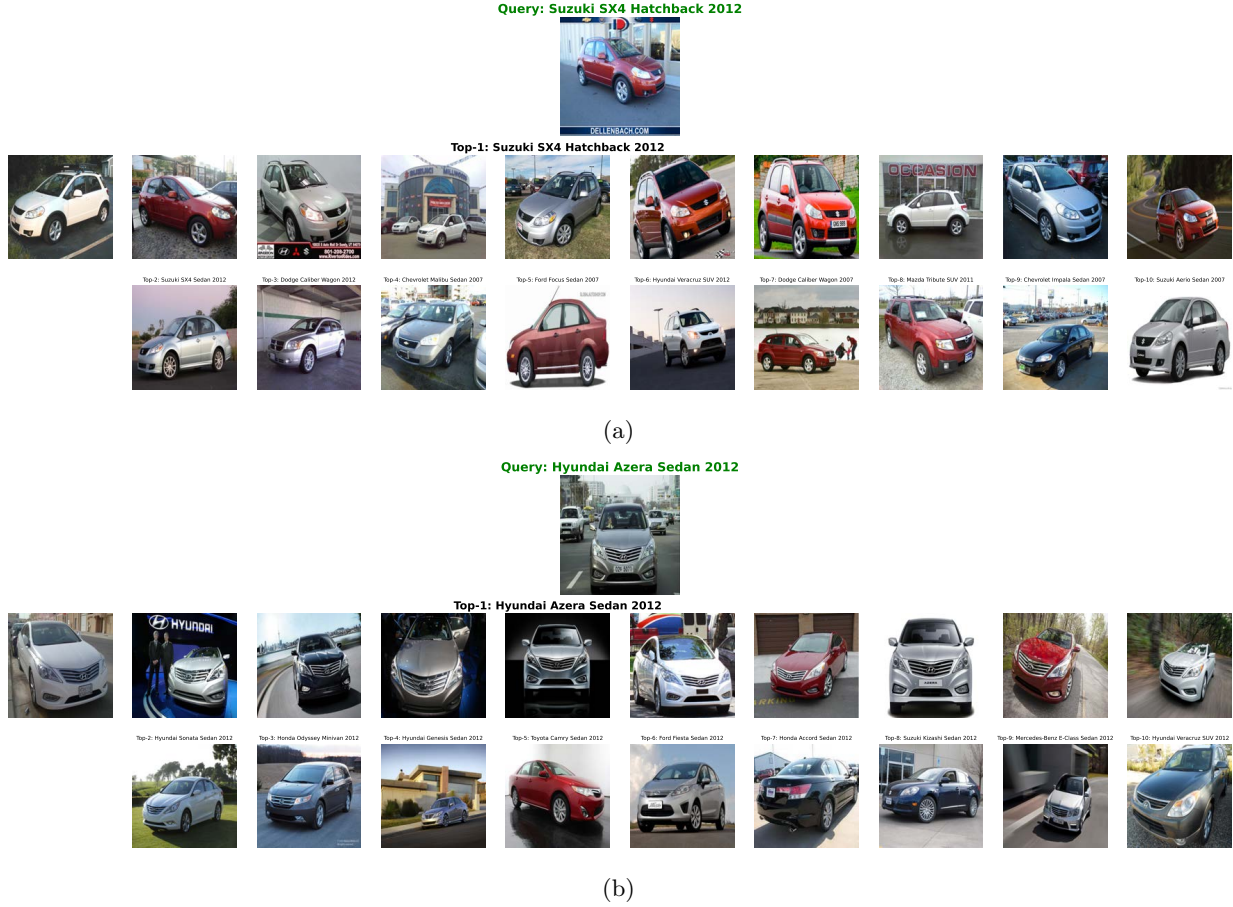 Query: Suzuki SX4 Hatchback 2012
DELLENBACH.COM
Top-1: Suzuki SX4 Hatchback 2012
SUZUKI
OCCASION
801-208-2700
Top-2: Suzuki SX4 Sedan 2012
Top-3: Dodge Caliber Wagon 2012
Top-4: Chevrolet Malibu Sedan 2007
Top-5: Ford Focus Sedan 2007
Top-6: Hyundai Veracruz SUV 2012
Top-7: Dodge Caliber Wagon 2007
Top-8: Mazda Tribute SUV 2011
Top-9: Chevrolet Impala Sedan 2007
Top-10: Suzuki Aerio Sedan 2007
(a)
Query: Hyundai Azera Sedan 2012
Top-1: Hyundai Azera Sedan 2012
HYUNDAI
Top-2: Hyundai Sonata Sedan 2012
Top-3: Honda Odyssey Minivan 2012
Top-4: Hyundai Genesis Sedan 2012
Top-5: Toyota Camry Sedan 2012
Top-6: Ford Fiesta Sedan 2012
Top-7: Honda Accord Sedan 2012
Top-8: Suzuki Kizashi Sedan 2012
Top-9: Mercedes-Benz E-Class Sedan 2012
Top-10: Hyundai Veracruz SUV 2012
(b)